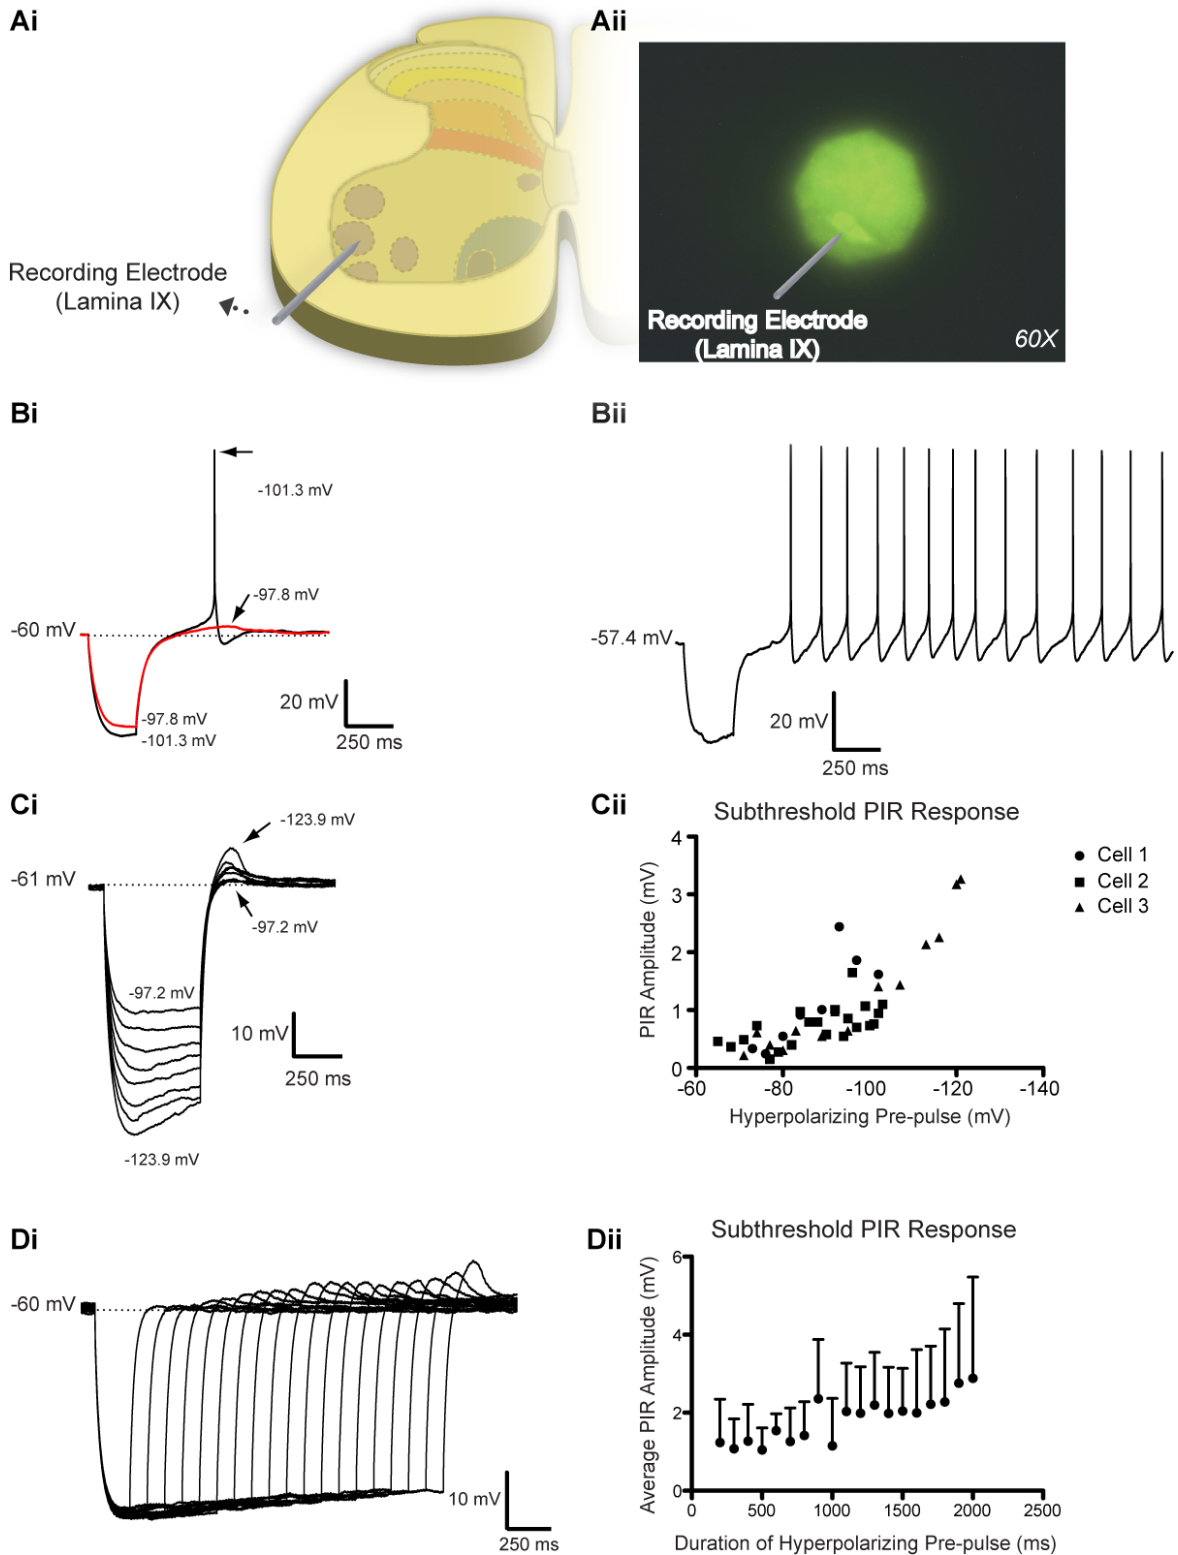 Ai
Aii
Recording Electrode
(Lamina IX)
Recording Electrode
(Lamina IX)
60X
Bi
-101.3 mV
-97.8 mV
-60 mV
-97.8 mV
-101.3 mV
20 mV
250 ms
Bii
-57.4 mV
20 mV
250 ms
Ci
-123.9 mV
-61 mV
-97.2 mV
-97.2 mV
10 mV
250 ms
-123.9 mV
Cii
Subthreshold PIR Response
PIR Amplitude (mV)
4
3
2
1
0
-60
-80
-100
-120
-140
Hyperpolarizing Pre-pulse (mV)
Cell 1
Cell 2
Cell 3
Di
-60 mV
10 mV
250 ms
Dii
Subthreshold PIR Response
Average PIR Amplitude (mV)
6
4
2
0
0
500
1000
1500
2000
2500
Duration of Hyperpolarizing Pre-pulse (ms)